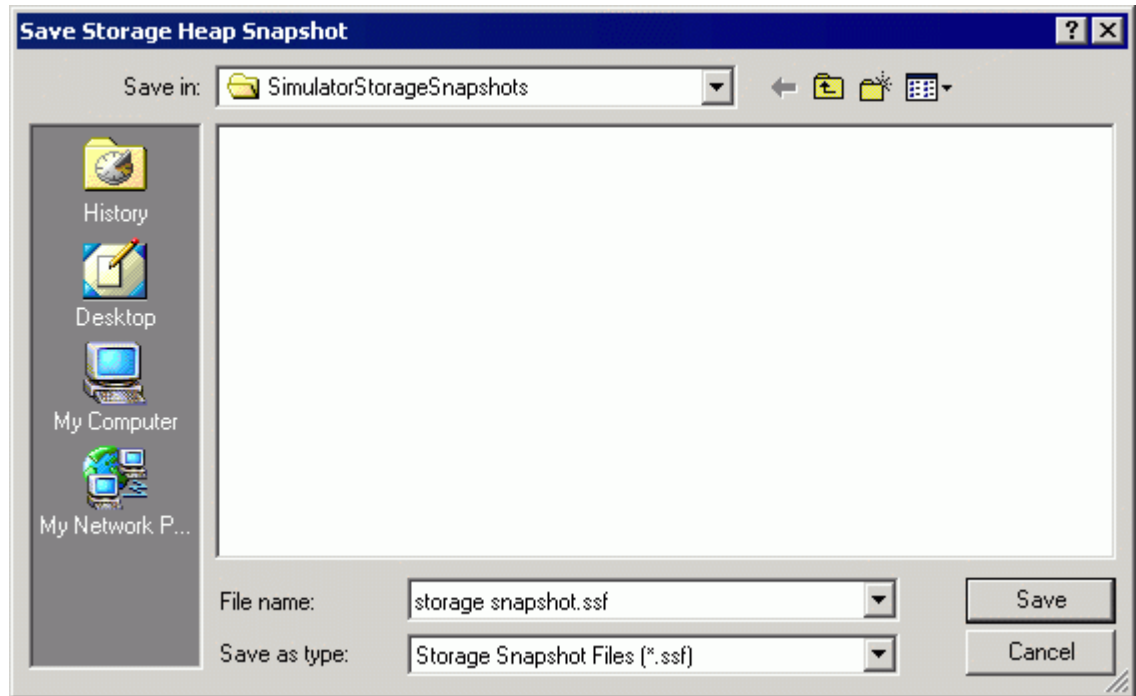 Save Storage Heap Snapshot
Save in: SimulatorStorageSnapshots
History
Desktop
My Computer
My Network P...
File name: storage snapshot.ssf
Save
Save as type: Storage Snapshot Files (*.ssf)
Cancel